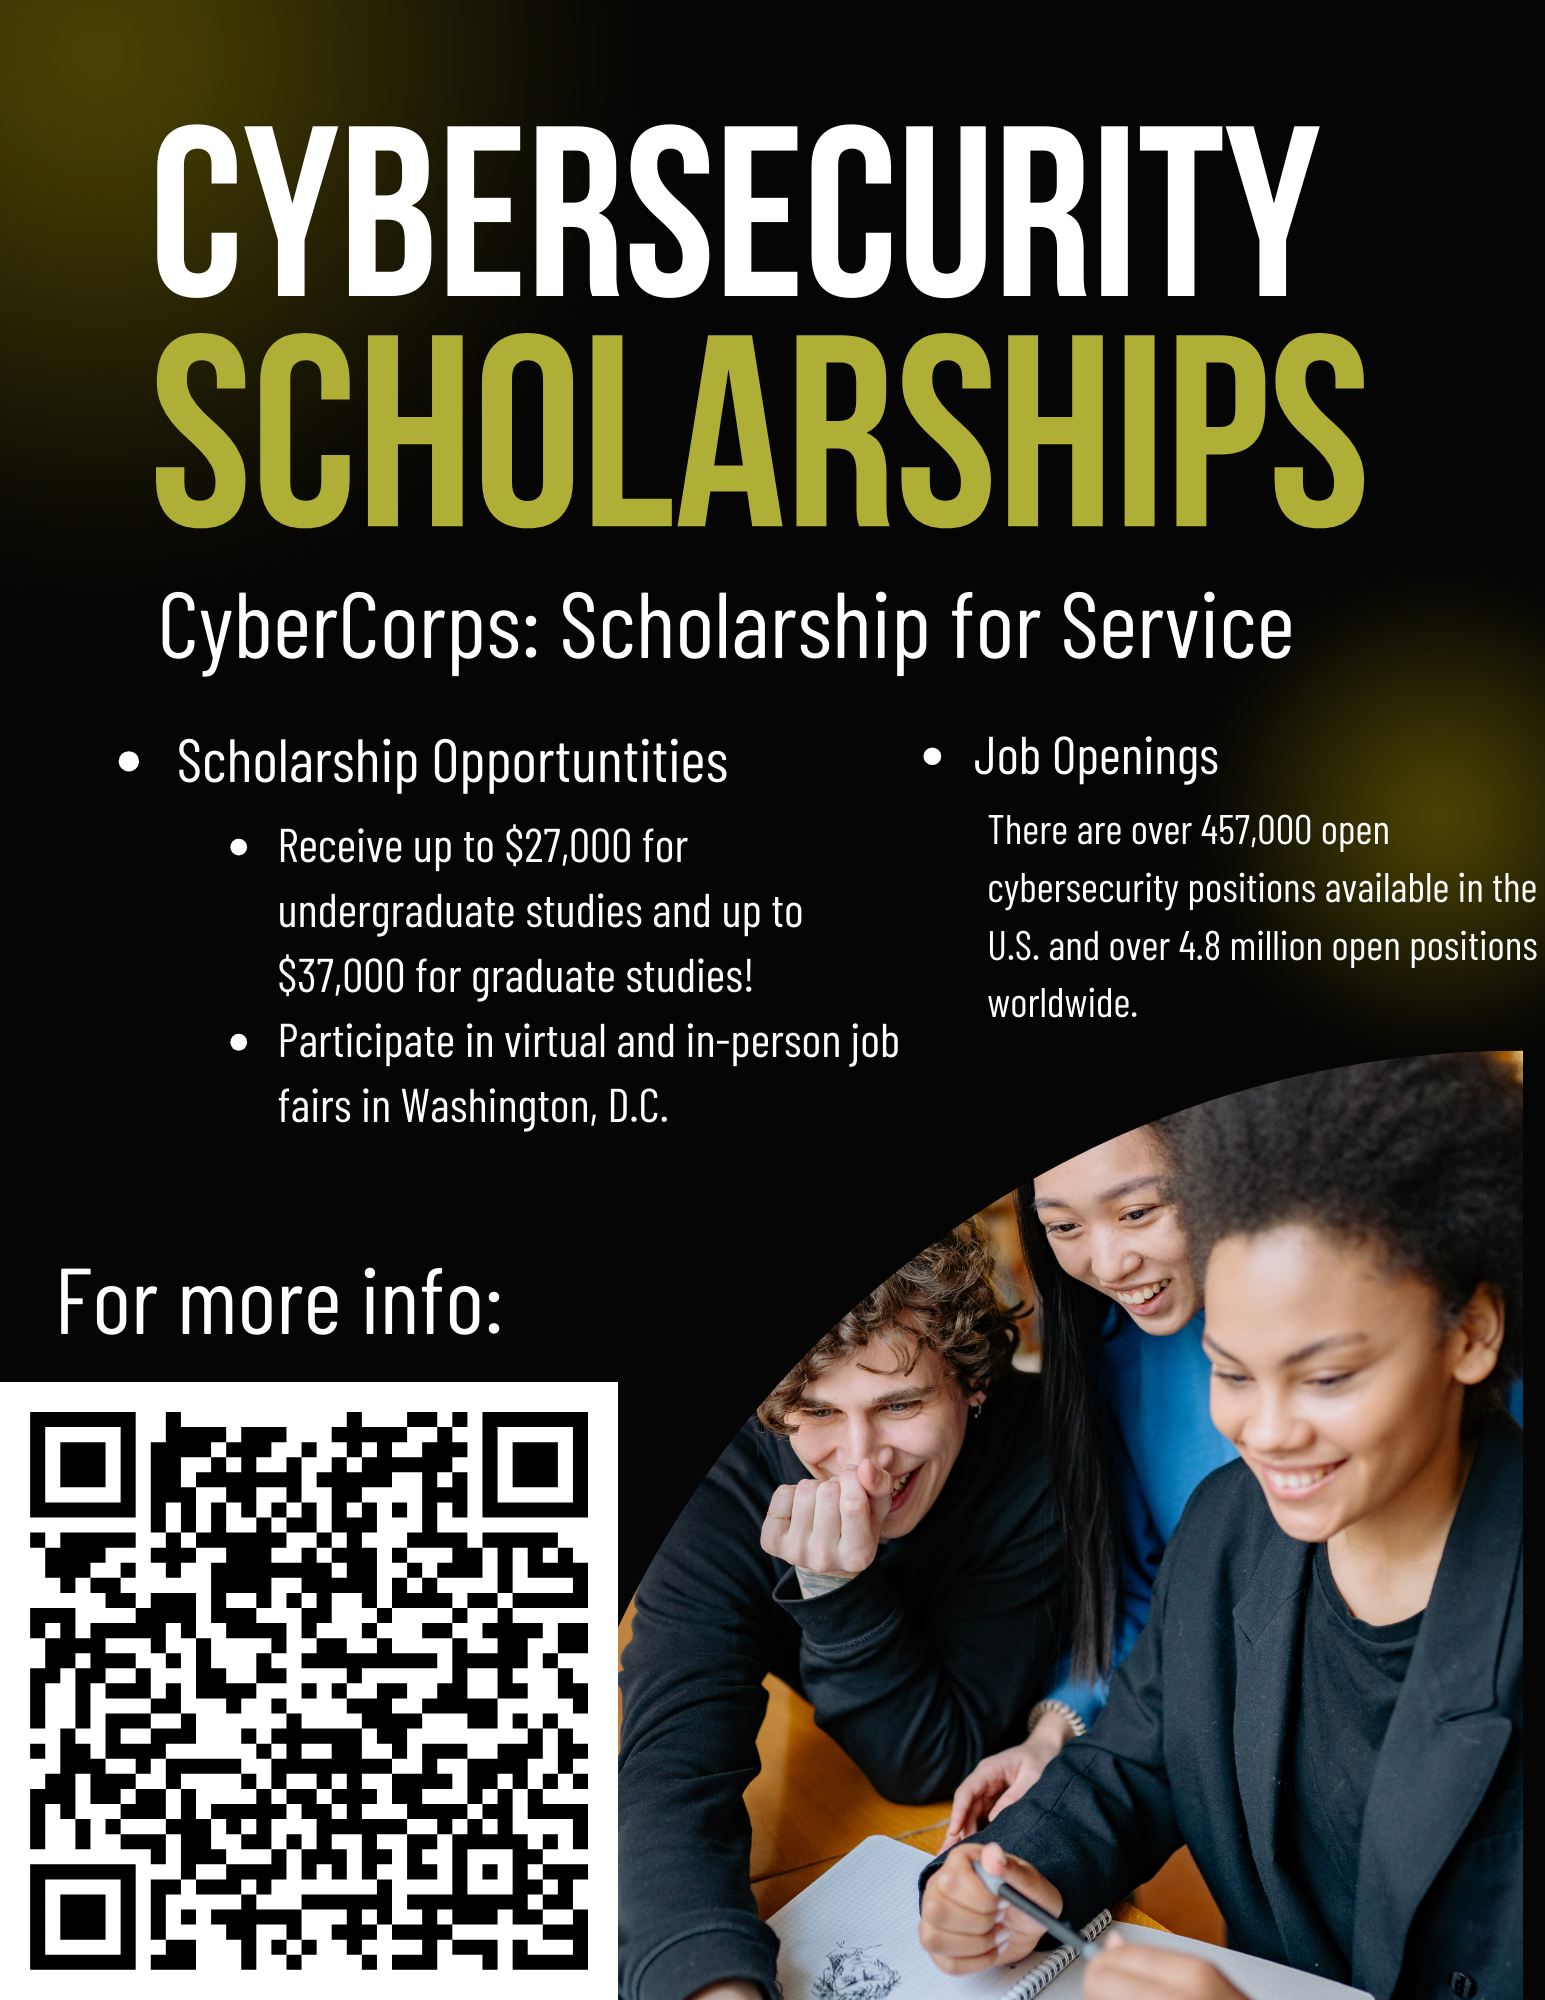 CYBERSECURITY
SCHOLARSHIPS
CyberCorps: Scholarship for Service
• Scholarship Opportuntities
• Receive up to $27,000 for
undergraduate studies and up to
$37,000 for graduate studies!
• Participate in virtual and in-person job
fairs in Washington, D.C.
• Job Openings
There are over 457,000 open
cybersecurity positions available in the
U.S. and over 4.8 million open positions
worldwide.
For more info: